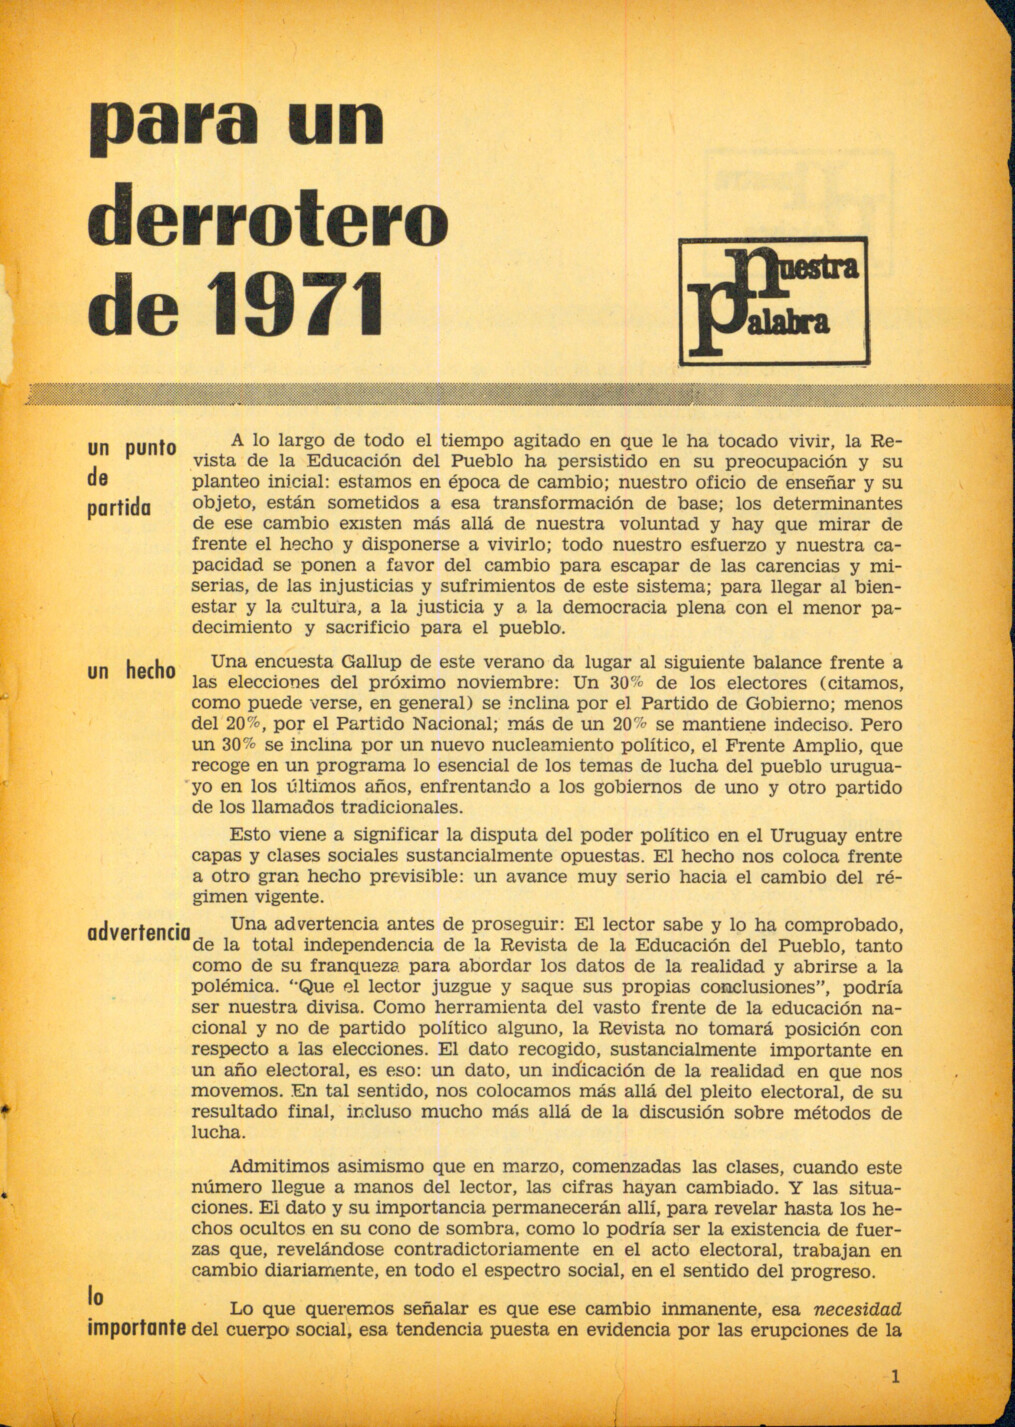 para un
derrotero
de 1971
nuestra
palabra
un punto
de
partida
A lo largo de todo el tiempo agitado en que le ha tocado vivir, la Re-
vista de la Educación del Pueblo ha persistido en su preocupación y su
planteo inicial: estamos en época de cambio; nuestro oficio de enseñar y su
objeto, están sometidos a esa transformación de base; los determinantes
de ese cambio existen más allá de nuestra voluntad y hay que mirar de
frente el hecho y disponerse a vivirlo; todo nuestro esfuerzo y nuestra ca-
pacidad se ponen a favor del cambio para escapar de las carencias y mi-
serias, de las injusticias y sufrimientos de este sistema; para llegar al bien-
estar y la cultura, a la justicia y a la democracia plena con el menor pa-
decimiento y sacrificio para el pueblo.
un hecho
Una encuesta Gallup de este verano da lugar al siguiente balance frente a
las elecciones del próximo noviembre: Un 30% de los electores (citamos,
como puede verse, en general) se inclina por el Partido de Gobierno; menos
del 20%, por el Partido Nacional; más de un 20% se mantiene indeciso. Pero
un 30% se inclina por un nuevo nucleamiento político, el Frente Amplio, que
recoge en un programa lo esencial de los temas de lucha del pueblo urugua-
yo en los últimos años, enfrentando a los gobiernos de uno y otro partido
de los llamados tradicionales.
Esto viene a significar la disputa del poder político en el Uruguay entre
capas y clases sociales sustancialmente opuestas. El hecho nos coloca frente
a otro gran hecho previsible: un avance muy serio hacia el cambio del ré-
gimen vigente.
advertencia
Una advertencia antes de proseguir: El lector sabe y lo ha comprobado,
de la total independencia de la Revista de la Educación del Pueblo, tanto
como de su franqueza para abordar los datos de la realidad y abrirse a la
polémica. "Que el lector juzgue y saque sus propias conclusiones", podría
ser nuestra divisa. Como herramienta del vasto frente de la educación na-
cional y no de partido político alguno, la Revista no tomará posición con
respecto a las elecciones. El dato recogido, sustancialmente importante en
un año electoral, es eso: un dato, un indicación de la realidad en que nos
movemos. En tal sentido, nos colocamos más allá del pleito electoral, de su
resultado final, incluso mucho más allá de la discusión sobre métodos de
lucha.
Admitimos asimismo que en marzo, comenzadas las clases, cuando este
número llegue a manos del lector, las cifras hayan cambiado. Y las situa-
ciones. El dato y su importancia permanecerán allí, para revelar hasta los he-
chos ocultos en su cono de sombra, como lo podría ser la existencia de fuer-
zas que, revelándose contradictoriamente en el acto electoral, trabajan en
cambio diariamente, en todo el espectro social, en el sentido del progreso.
lo
importante
Lo que queremos señalar es que ese cambio inmanente, esa necesidad
del cuerpo social, esa tendencia puesta en evidencia por las erupciones de la
1